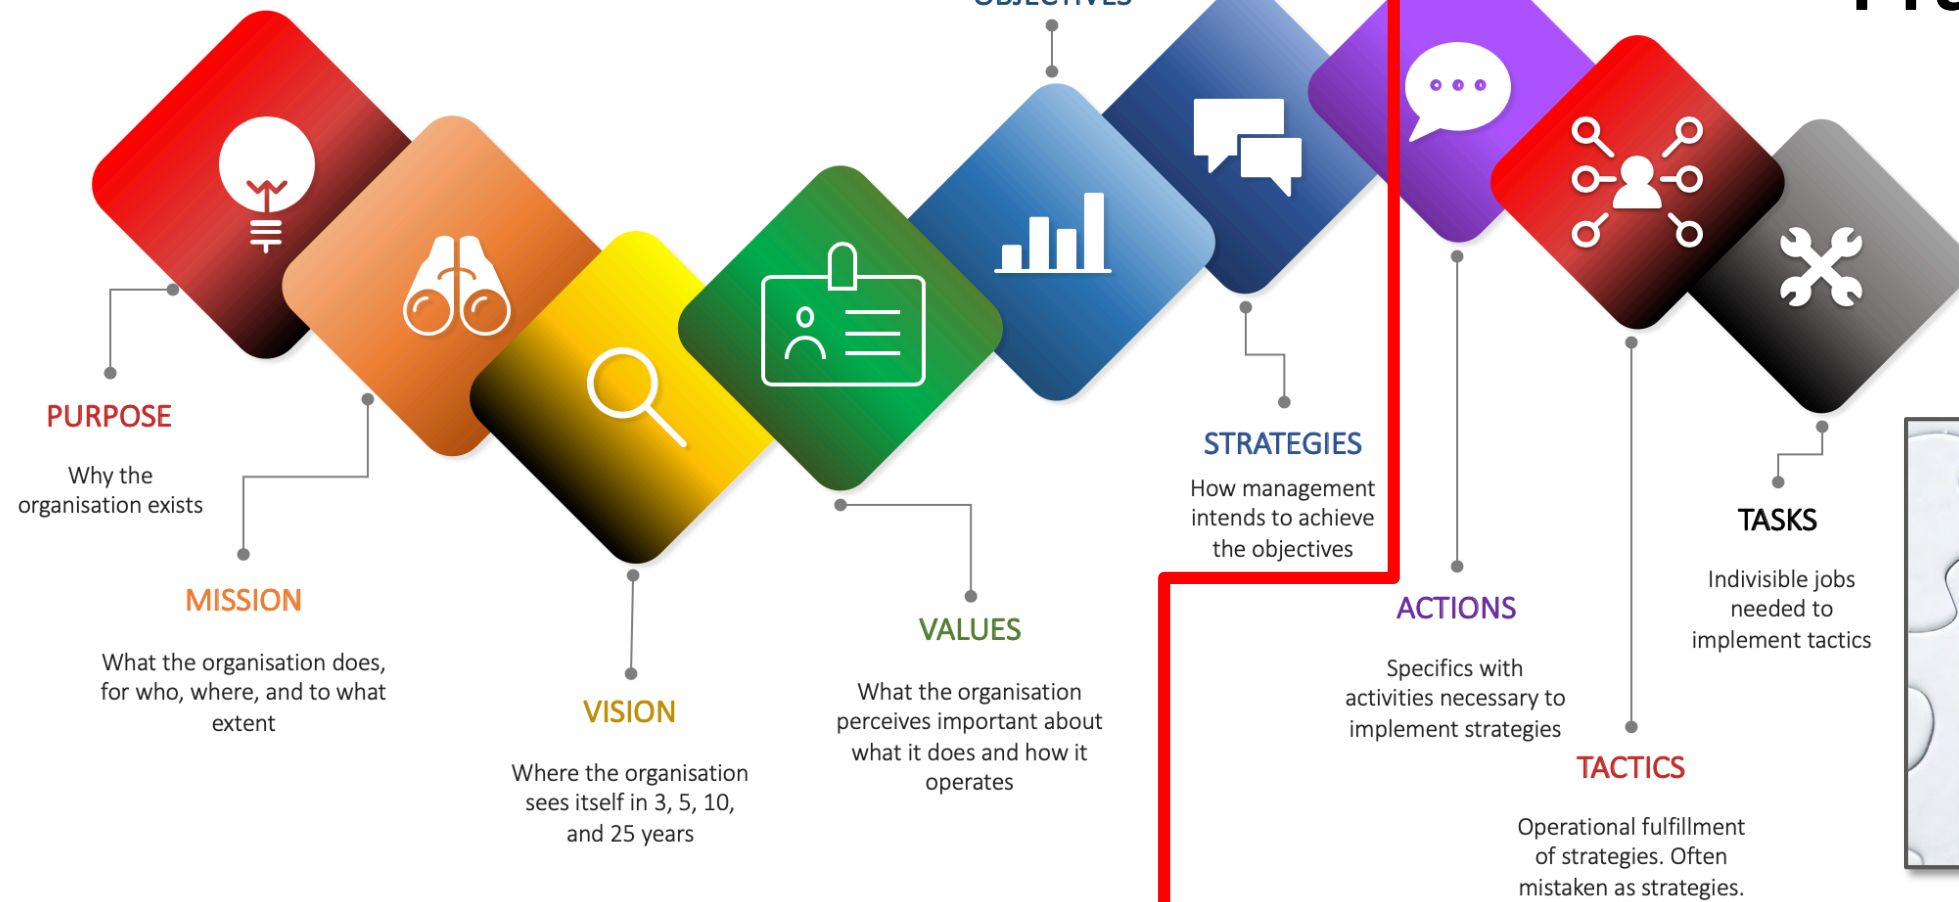 OBJECTIVES
PURPOSE
Why the
organisation exists
MISSION
What the organisation does,
for who, where, and to what
extent
VISION
Where the organisation
sees itself in 3, 5, 10,
and 25 years
VALUES
What the organisation
perceives important about
what it does and how it
operates
STRATEGIES
How management
intends to achieve
the objectives
ACTIONS
Specifics with
activities necessary to
implement strategies
TACTICS
Operational fulfillment
of strategies. Often
mistaken as strategies.
TASKS
Indivisible jobs
needed to
implement tactics